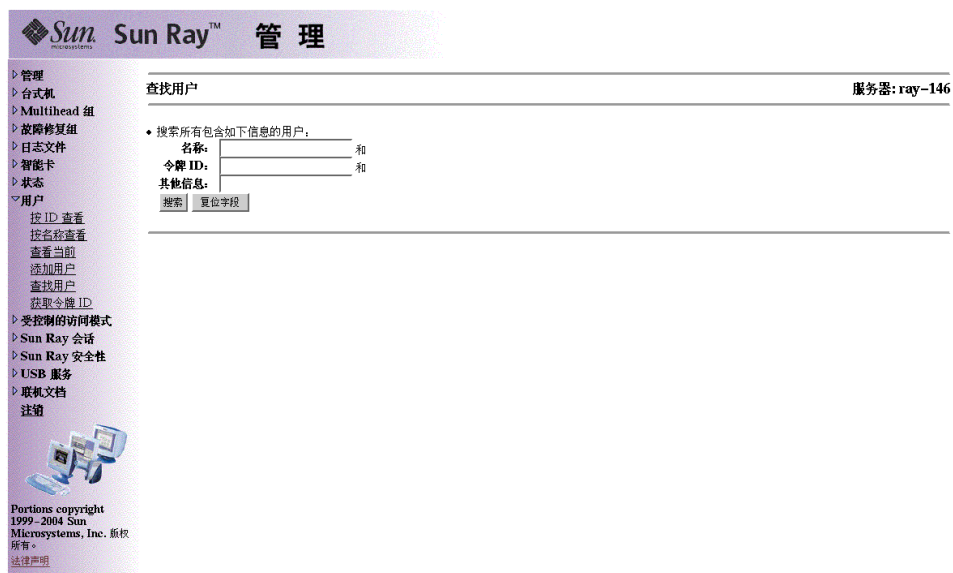 Sun microsystems Sun Ray™ 管 理
管理
台式机
Multihead 组
故障修复组
日志文件
智能卡
状态
用户
按 ID 查看
按名称查看
查看当前
添加用户
查找用户
获取令牌 ID
受控制的访问模式
Sun Ray 会话
Sun Ray 安全性
USB 服务
联机文档
注销
Portions copyright
1999-2004 Sun
Microsystems, Inc. 版权
所有。
法律声明
查找用户 服务器: ray-146
搜索所有包含如下信息的用户:
名称: 和
令牌 ID: 和
其他信息:
搜索 复位字段